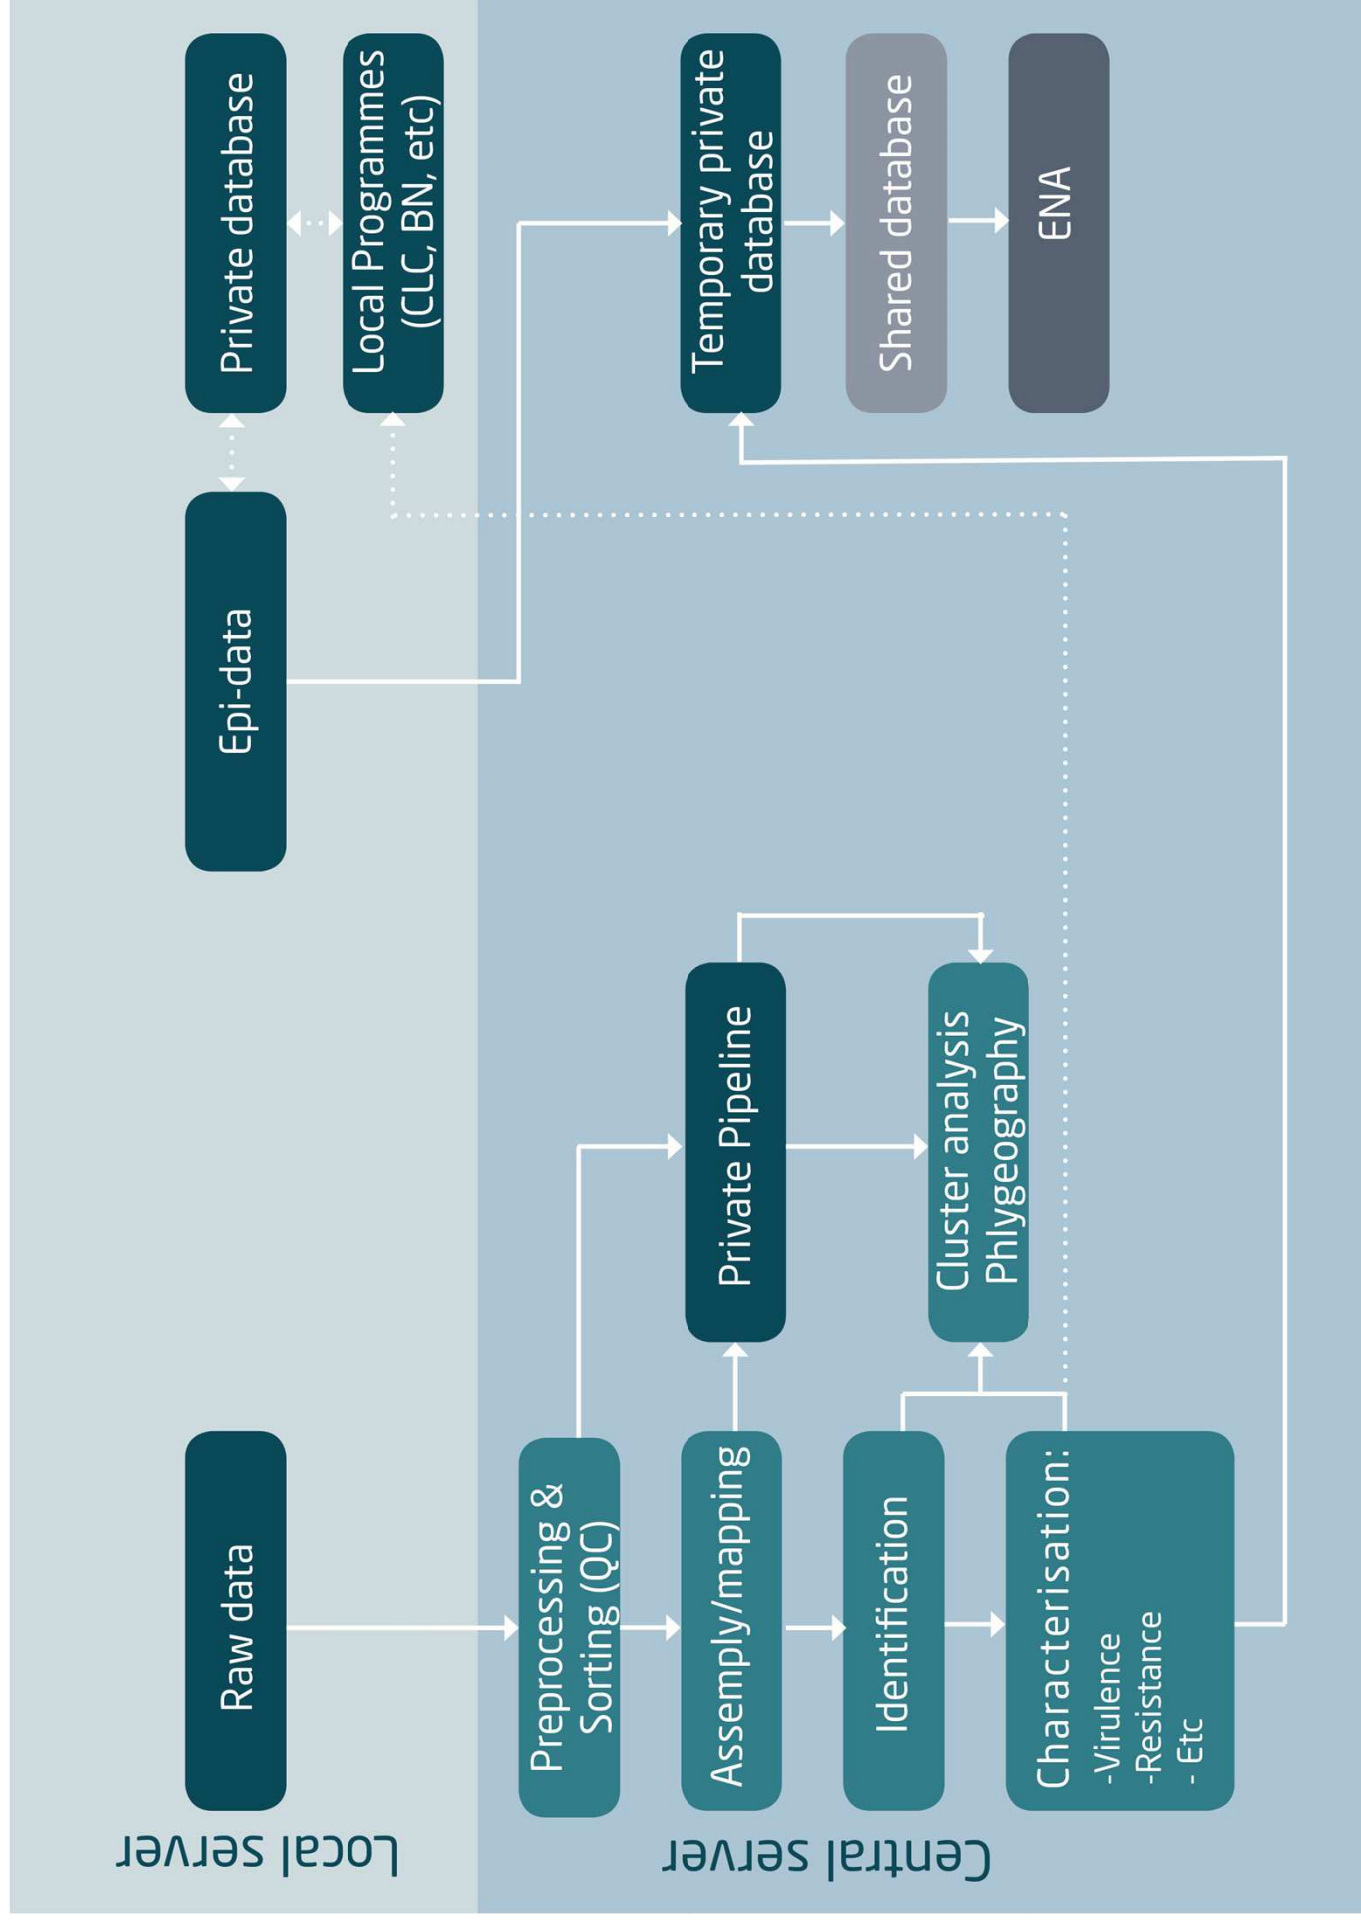 Local server
Raw data
Epi-data
Private database
Local Programmes
(CLC, BN, etc)
Central server
Preprocessing &
Sorting (QC)
Assemply/mapping
Identification
Characterisation:
-Virulence
-Resistance
- Etc
Private Pipeline
Cluster analysis
Phlygeography
Temporary private
database
Shared database
ENA